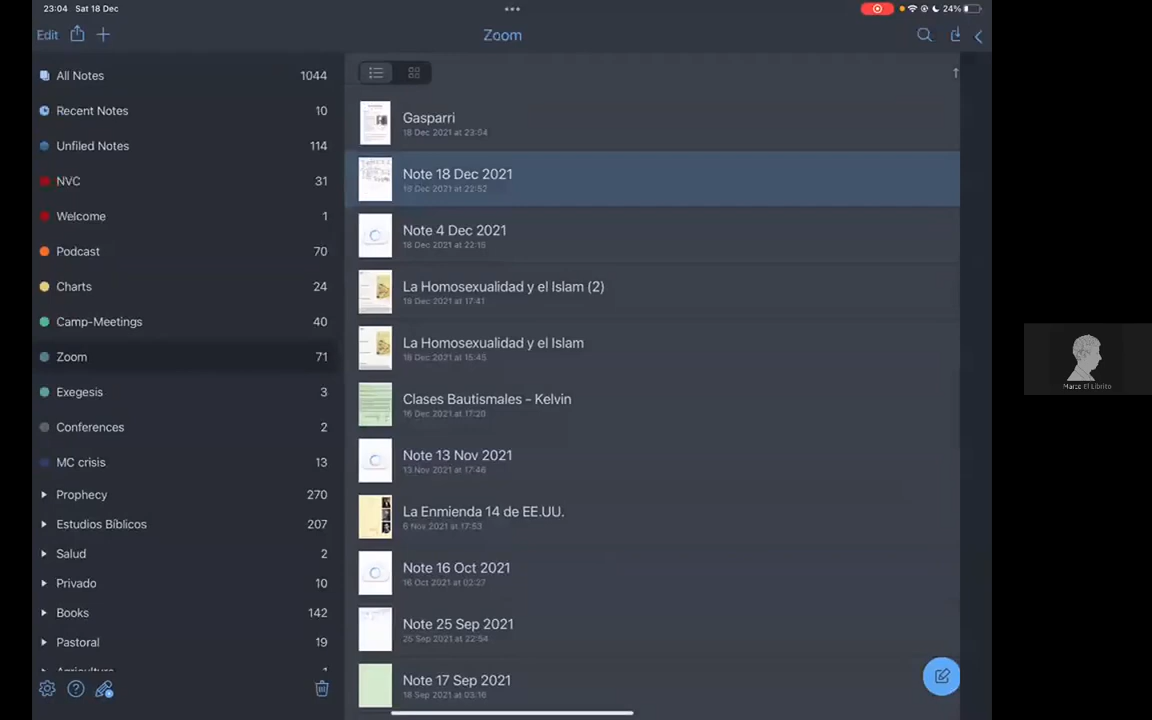 23:04 Sat 18 Dec
24%
Edit
Zoom
All Notes 1044
Recent Notes 10
Unfiled Notes 114
NVC 31
Welcome 1
Podcast 70
Charts 24
Camp-Meetings 40
Zoom 71
Exegesis 3
Conferences 2
MC crisis 13
Prophecy 270
Estudios Bíblicos 207
Salud 2
Privado 10
Books 142
Pastoral 19
Agriculture 1
Gasparri
18 Dec 2021 at 23:04
Note 18 Dec 2021
18 Dec 2021 at 22:52
Note 4 Dec 2021
18 Dec 2021 at 22:15
La Homosexualidad y el Islam (2)
18 Dec 2021 at 17:41
La Homosexualidad y el Islam
18 Dec 2021 at 15:45
Clases Bautismales - Kelvin
16 Dec 2021 at 17:20
Note 13 Nov 2021
13 Nov 2021 at 17:46
La Enmienda 14 de EE.UU.
6 Nov 2021 at 17:53
Note 16 Oct 2021
16 Oct 2021 at 02:27
Note 25 Sep 2021
25 Sep 2021 at 22:54
Note 17 Sep 2021
18 Sep 2021 at 03:16
Marco El Librito